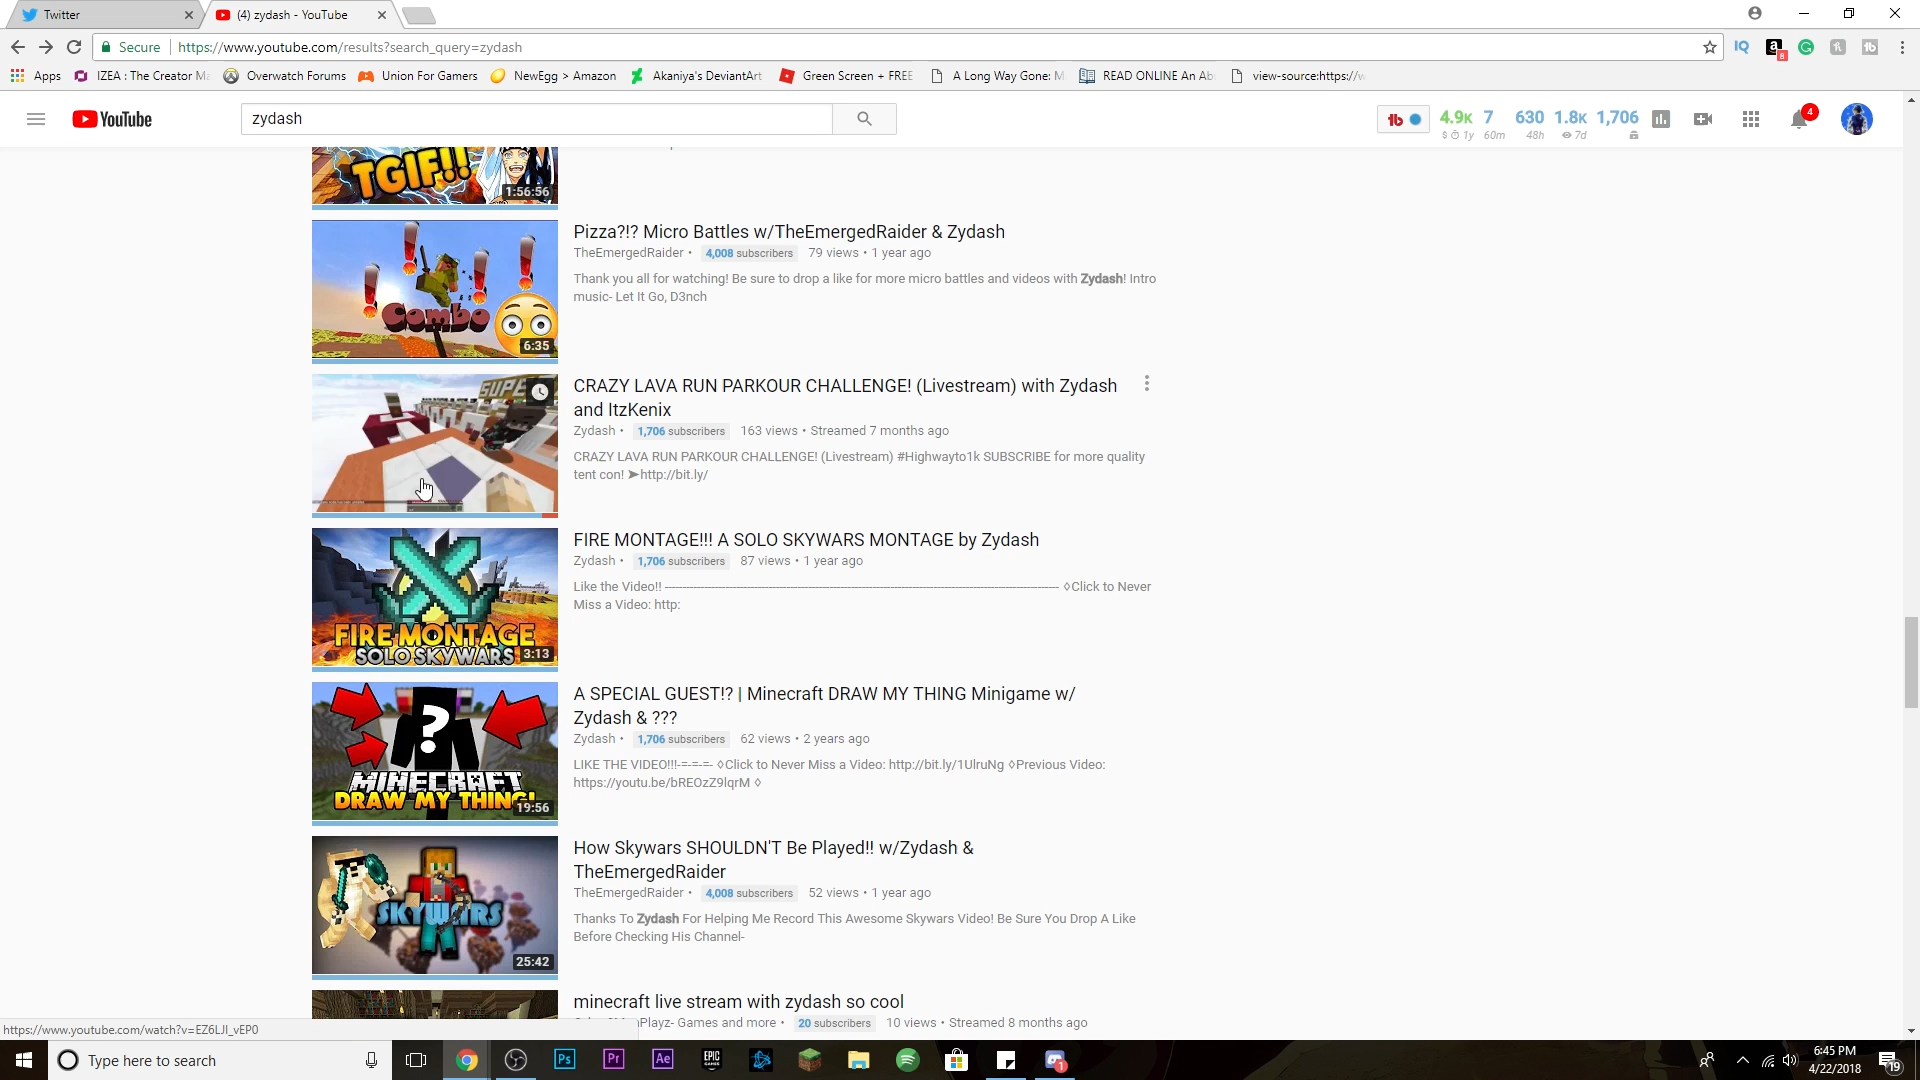 Twitter
(4) zydash - YouTube
Secure
https://www.youtube.com/results?search_query=zydash
IQ
a
8
Apps
IZEA : The Creator Ma
Overwatch Forums
Union For Gamers
NewEgg > Amazon
Akaniya's DeviantArt
Green Screen + FREE
A Long Way Gone: M
READ ONLINE An Ab
view-source:https://w
YouTube
zydash
4.9K 7 630 1.8K 1,706
$ 1y 60m 48h 7d
4
TGIF!!
1:56:56
Pizza?!? Micro Battles w/TheEmergedRaider & Zydash
TheEmergedRaider • 4,008 subscribers 79 views • 1 year ago
Thank you all for watching! Be sure to drop a like for more micro battles and videos with Zydash! Intro
music- Let It Go, D3nch
Combo
6:35
CRAZY LAVA RUN PARKOUR CHALLENGE! (Livestream) with Zydash
and ItzKenix
Zydash • 1,706 subscribers 163 views • Streamed 7 months ago
CRAZY LAVA RUN PARKOUR CHALLENGE! (Livestream) #Highwayto1k SUBSCRIBE for more quality
tent con! ➤http://bit.ly/
SUPER
FIRE MONTAGE!!! A SOLO SKYWARS MONTAGE by Zydash
Zydash • 1,706 subscribers 87 views • 1 year ago
Like the Video!! ---------------------------------------- ◊Click to Never
Miss a Video: http:
FIRE MONTAGE
SOLO SKYWARS
3:13
A SPECIAL GUEST!? | Minecraft DRAW MY THING Minigame w/
Zydash & ???
Zydash • 1,706 subscribers 62 views • 2 years ago
LIKE THE VIDEO!!!-=-=-=- ◊Click to Never Miss a Video: http://bit.ly/1UlruNg ◊Previous Video:
https://youtu.be/bREOzZ9lqrM ◊
?
MINECRAFT
DRAW MY THING!
19:56
How Skywars SHOULDN'T Be Played!! w/Zydash &
TheEmergedRaider
TheEmergedRaider • 4,008 subscribers 52 views • 1 year ago
Thanks To Zydash For Helping Me Record This Awesome Skywars Video! Be Sure You Drop A Like
Before Checking His Channel-
SKYWARS
25:42
minecraft live stream with zydash so cool
Playz- Games and more • 20 subscribers 10 views • Streamed 8 months ago
https://www.youtube.com/watch?v=EZ6LJI_vEP0
Type here to search
Ps
Pr
Ae
EPIC
GAMES
1
6:45 PM
4/22/2018
19